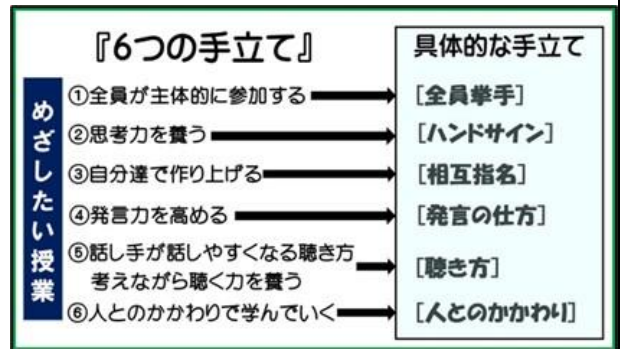 『6つの手立て』
具体的な手立て
めざしたい授業
①全員が主体的に参加する
[全員挙手]
②思考力を養う
[ハンドサイン]
③自分達で作り上げる
[相互指名]
④発言力を高める
[発言の仕方]
⑤話し手が話しやすくなる聴き方
考えながら聴く力を養う
[聴き方]
⑥人とのかかわりで学んでいく
[人とのかかわり]